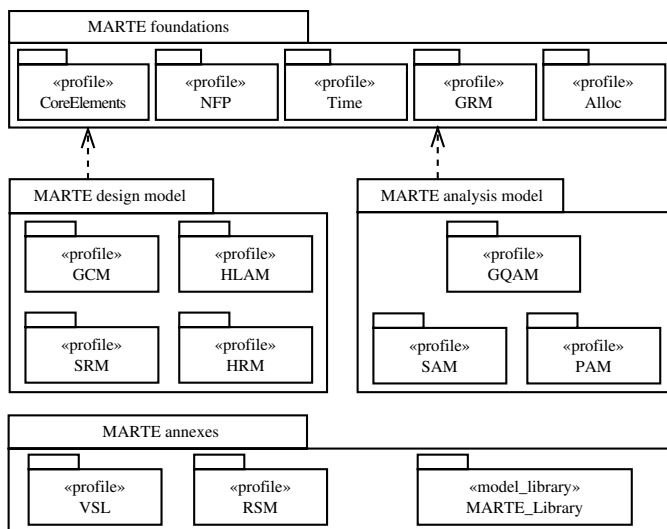 MARTE foundations
«profile» «profile» «profile» «profile» «profile»
CoreElements NFP Time GRM Alloc
MARTE design model
«profile» «profile»
GCM HLAM
«profile» «profile»
SRM HRM
MARTE analysis model
«profile»
GQAM
«profile» «profile»
SAM PAM
MARTE annexes
«profile» «profile» «model_library»
VSL RSM MARTE_Library